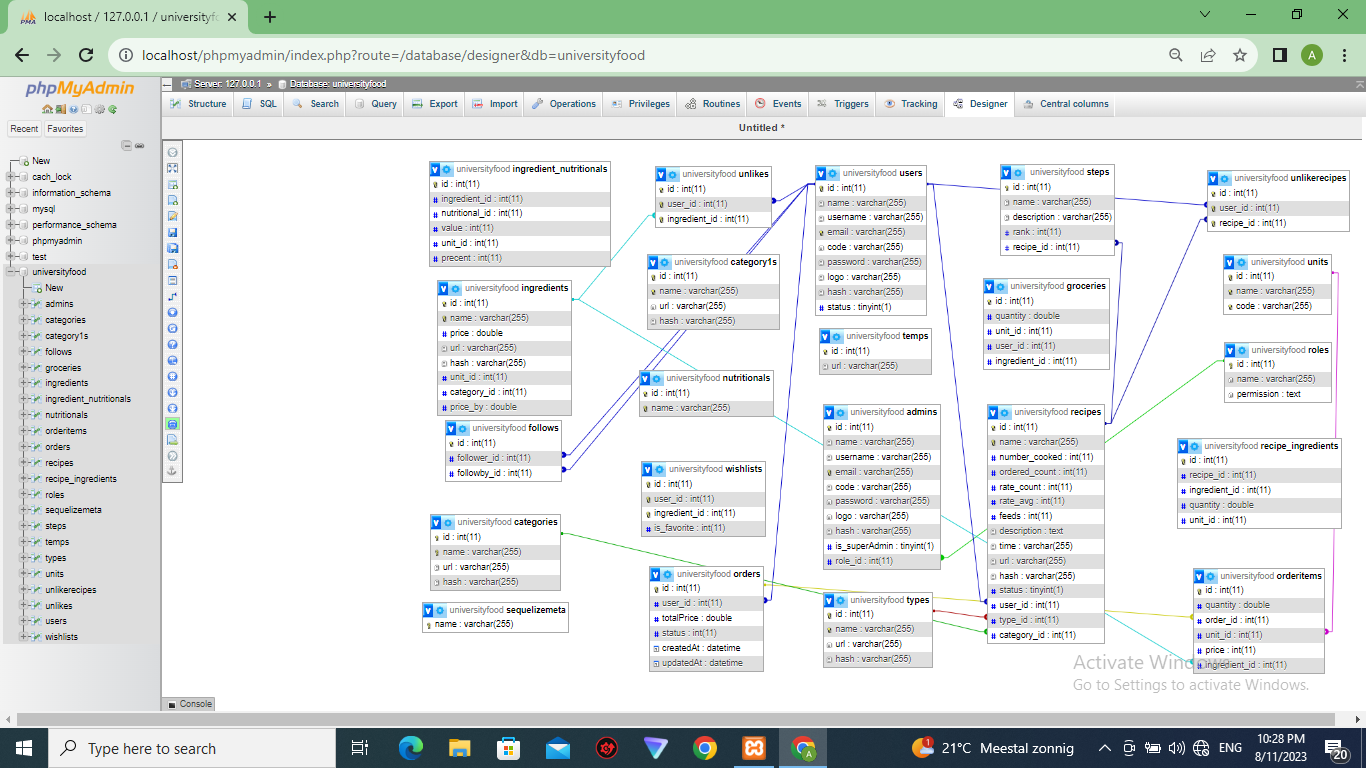 localhost / 127.0.0.1 / universityf
localhost/phpmyadmin/index.php?route=/database/designer&db=universityfood
A
phpMyAdmin
Recent Favorites
New
cach_lock
information_schema
mysql
performance_schema
phpmyadmin
test
universityfood
New
admins
categories
category1s
follows
groceries
ingredients
ingredient_nutritionals
nutritionals
orderitems
orders
recipes
recipe_ingredients
roles
sequelizemeta
steps
temps
types
units
unlikerecipes
unlikes
users
wishlists
Server: 127.0.0.1 » Database: universityfood
Structure SQL Search Query Export Import Operations Privileges Routines Events Triggers Tracking Designer Central columns
Untitled *
universityfood ingredient_nutritionals
id : int(11)
ingredient_id : int(11)
nutritional_id : int(11)
value : int(11)
unit_id : int(11)
precent : int(11)
universityfood ingredients
id : int(11)
name : varchar(255)
price : double
url : varchar(255)
hash : varchar(255)
unit_id : int(11)
category_id : int(11)
price_by : double
universityfood follows
id : int(11)
follower_id : int(11)
followby_id : int(11)
universityfood categories
id : int(11)
name : varchar(255)
url : varchar(255)
hash : varchar(255)
universityfood sequelizemeta
name : varchar(255)
universityfood unlikes
id : int(11)
user_id : int(11)
ingredient_id : int(11)
universityfood category1s
id : int(11)
name : varchar(255)
url : varchar(255)
hash : varchar(255)
universityfood nutritionals
id : int(11)
name : varchar(255)
universityfood wishlists
id : int(11)
user_id : int(11)
ingredient_id : int(11)
is_favorite : int(11)
universityfood orders
id : int(11)
user_id : int(11)
totalPrice : double
status : int(11)
createdAt : datetime
updatedAt : datetime
universityfood users
id : int(11)
name : varchar(255)
username : varchar(255)
email : varchar(255)
code : varchar(255)
password : varchar(255)
logo : varchar(255)
hash : varchar(255)
status : tinyint(1)
universityfood temps
id : int(11)
url : varchar(255)
universityfood admins
id : int(11)
name : varchar(255)
username : varchar(255)
email : varchar(255)
code : varchar(255)
password : varchar(255)
logo : varchar(255)
hash : varchar(255)
is_superAdmin : tinyint(1)
role_id : int(11)
universityfood types
id : int(11)
name : varchar(255)
url : varchar(255)
hash : varchar(255)
universityfood steps
id : int(11)
name : varchar(255)
description : varchar(255)
rank : int(11)
recipe_id : int(11)
universityfood groceries
id : int(11)
quantity : double
unit_id : int(11)
user_id : int(11)
ingredient_id : int(11)
universityfood recipes
id : int(11)
name : varchar(255)
number_cooked : int(11)
ordered_count : int(11)
rate_count : int(11)
rate_avg : int(11)
feeds : int(11)
description : text
time : varchar(255)
url : varchar(255)
hash : varchar(255)
status : tinyint(1)
user_id : int(11)
type_id : int(11)
category_id : int(11)
universityfood unlikerecipes
id : int(11)
user_id : int(11)
recipe_id : int(11)
universityfood units
id : int(11)
name : varchar(255)
code : varchar(255)
universityfood roles
id : int(11)
name : varchar(255)
permission : text
universityfood recipe_ingredients
id : int(11)
recipe_id : int(11)
ingredient_id : int(11)
quantity : double
unit_id : int(11)
universityfood orderitems
id : int(11)
quantity : double
order_id : int(11)
unit_id : int(11)
price : int(11)
ingredient_id : int(11)
Activate Windows
Go to Settings to activate Windows.
Console
Type here to search
21°C Meestal zonnig
ENG
10:28 PM
8/11/2023
20